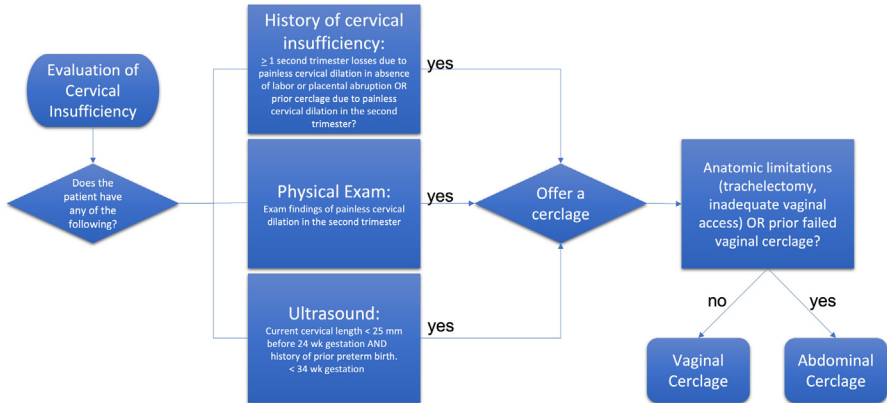 Evaluation of
Cervical
Insufficiency
Does the
patient have
any of the
following?
History of cervical
insufficiency:
≥ 1 second trimester losses due to
painless cervical dilation in absence
of labor or placental abruption OR
prior cerclage due to painless
cervical dilation in the second
trimester?
yes
Physical Exam:
Exam findings of painless cervical
dilation in the second trimester
yes
Ultrasound:
Current cervical length < 25 mm
before 24 wk gestation AND
history of prior preterm birth.
< 34 wk gestation
yes
Offer a
cerclage
Anatomic limitations
(trachelectomy,
inadequate vaginal
access) OR prior failed
vaginal cerclage?
no
yes
Vaginal
Cerclage
Abdominal
Cerclage